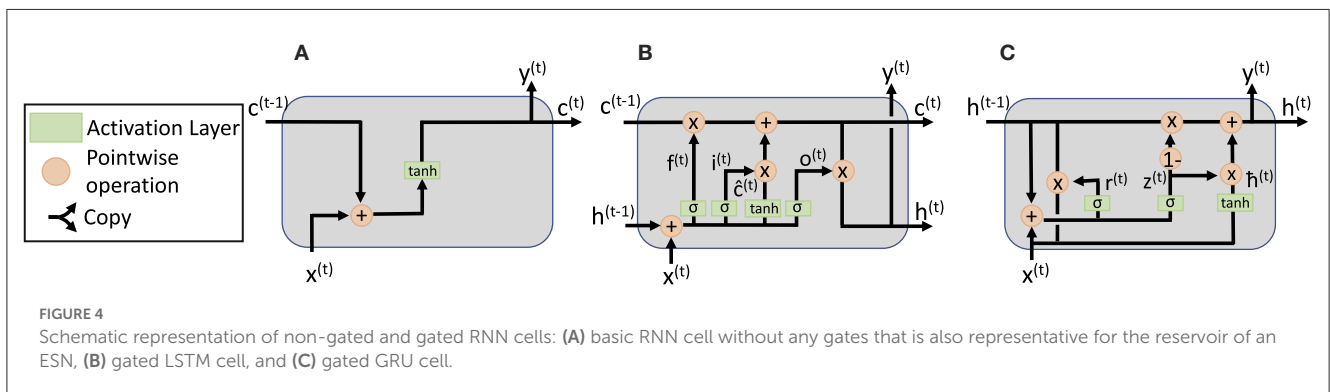 A
B
C
Activation Layer
Pointwise
operation
Copy
c(t-1)
y(t)
c(t)
tanh
+
x(t)
c(t-1)
y(t)
c(t)
x
+
f(t)
i(t)
x
o(t)
x
ĉ(t)
σ
σ
tanh
σ
h(t-1)
+
h(t)
x(t)
h(t-1)
y(t)
h(t)
x
+
1-
x
r(t)
z(t)
x
ħ(t)
σ
σ
tanh
+
x(t)
FIGURE 4
Schematic representation of non-gated and gated RNN cells: (A) basic RNN cell without any gates that is also representative for the reservoir of an
ESN, (B) gated LSTM cell, and (C) gated GRU cell.